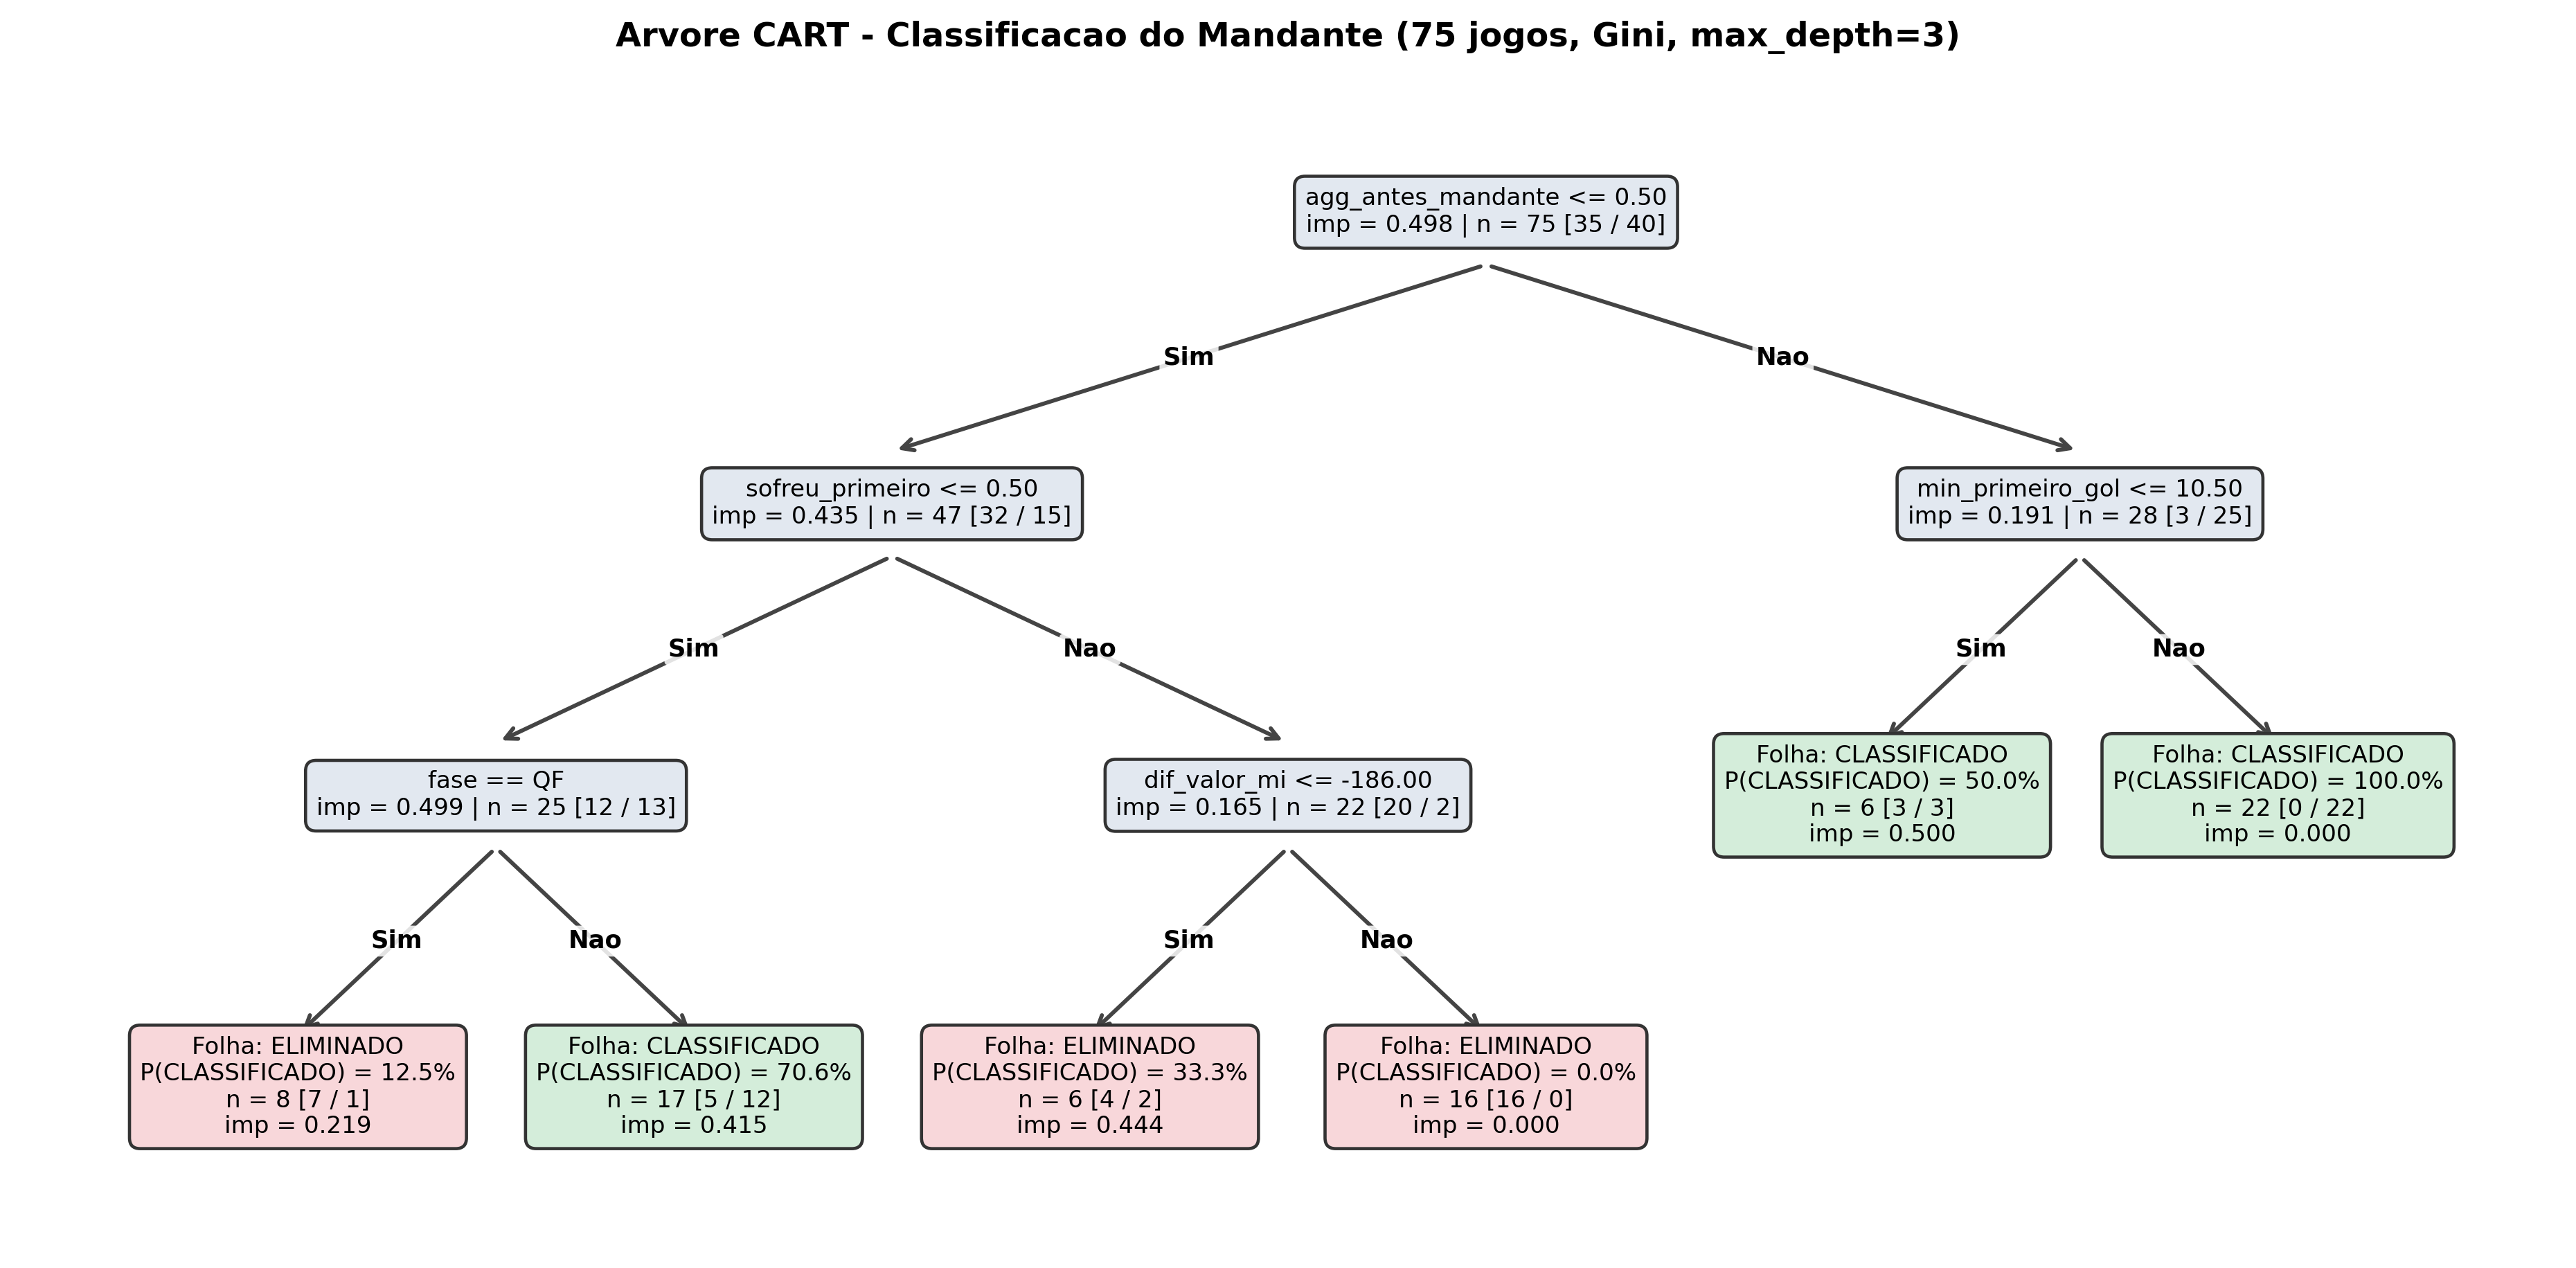 Arvore CART - Classificacao do Mandante (75 jogos, Gini, max_depth=3)
agg_antes_mandante <= 0.50
imp = 0.498 | n = 75 [35 / 40]
Sim
Nao
sofreu_primeiro <= 0.50
imp = 0.435 | n = 47 [32 / 15]
min_primeiro_gol <= 10.50
imp = 0.191 | n = 28 [3 / 25]
Sim
Nao
Sim
Nao
fase == QF
imp = 0.499 | n = 25 [12 / 13]
dif_valor_mi <= -186.00
imp = 0.165 | n = 22 [20 / 2]
Folha: CLASSIFICADO
P(CLASSIFICADO) = 50.0%
n = 6 [3 / 3]
imp = 0.500
Folha: CLASSIFICADO
P(CLASSIFICADO) = 100.0%
n = 22 [0 / 22]
imp = 0.000
Sim
Nao
Sim
Nao
Folha: ELIMINADO
P(CLASSIFICADO) = 12.5%
n = 8 [7 / 1]
imp = 0.219
Folha: CLASSIFICADO
P(CLASSIFICADO) = 70.6%
n = 17 [5 / 12]
imp = 0.415
Folha: ELIMINADO
P(CLASSIFICADO) = 33.3%
n = 6 [4 / 2]
imp = 0.444
Folha: ELIMINADO
P(CLASSIFICADO) = 0.0%
n = 16 [16 / 0]
imp = 0.000